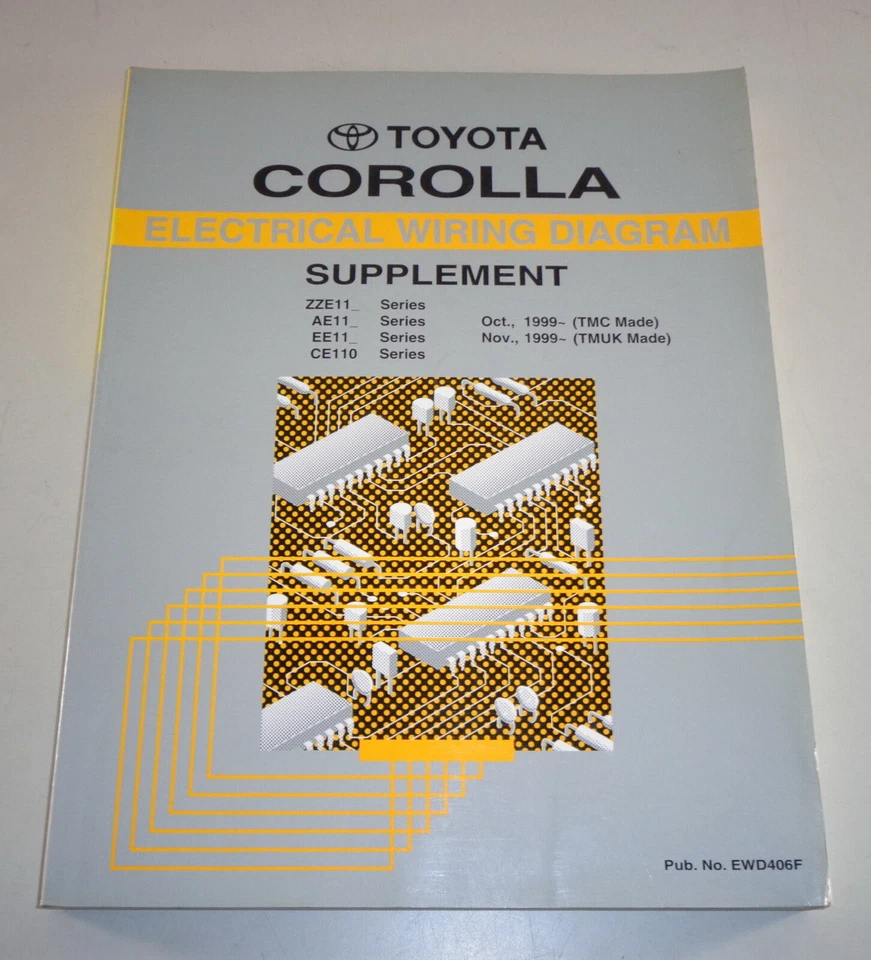 TOYOTA
COROLLA
ELECTRICAL WIRING DIAGRAM
SUPPLEMENT
ZZE11_ Series
AE11_ Series Oct., 1999~ (TMC Made)
EE11_ Series Nov., 1999~ (TMUK Made)
CE110 Series
Pub. No. EWD406F